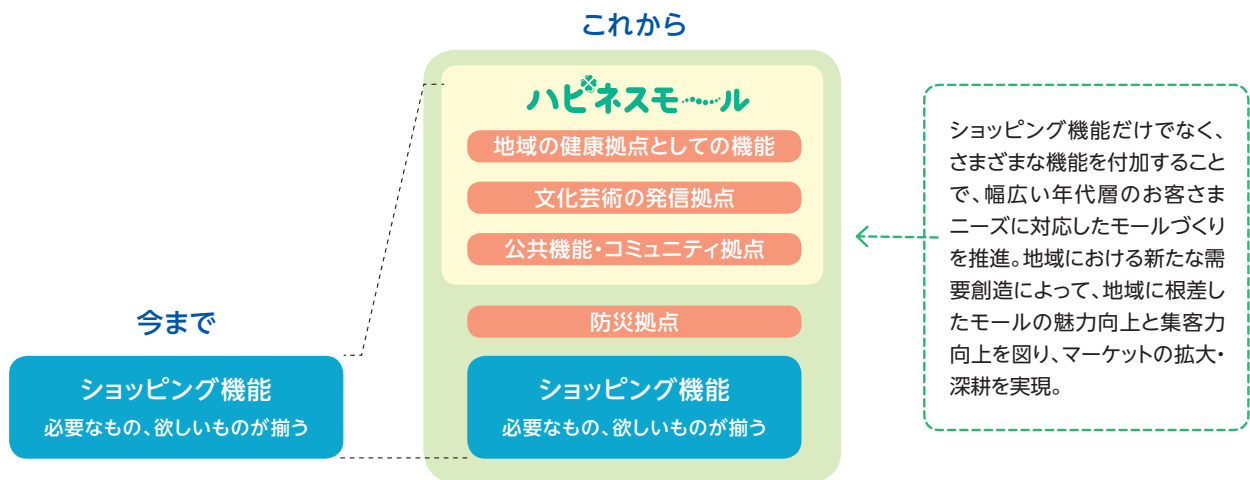 これから
ハピネスモール
地域の健康拠点としての機能
文化芸術の発信拠点
公共機能・コミュニティ拠点
防災拠点
ショッピング機能
必要なもの、欲しいものが揃う
今まで
ショッピング機能
必要なもの、欲しいものが揃う
ショッピング機能だけでなく、
さまざまな機能を付加すること
で、幅広い年代層のお客さま
ニーズに対応したモールづくり
を推進。地域における新たな需
要創造によって、地域に根差し
たモールの魅力向上と集客力
向上を図り、マーケットの拡大・
深耕を実現。